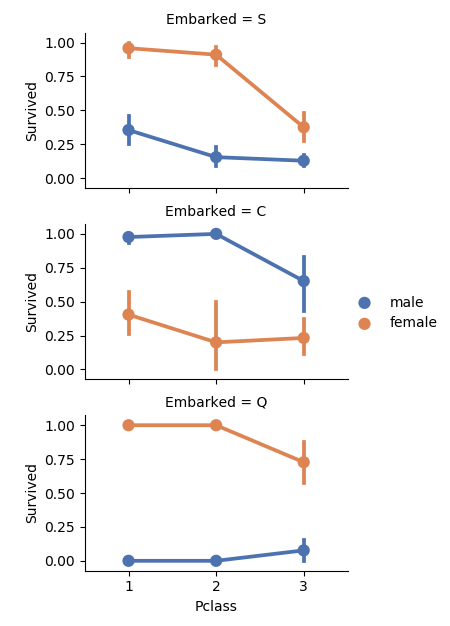 Embarked = S
1.00
0.75
0.50
0.25
0.00
Survived
Embarked = C
1.00
0.75
0.50
0.25
0.00
Survived
male
female
Embarked = Q
1.00
0.75
0.50
0.25
0.00
Survived
1 2 3
Pclass